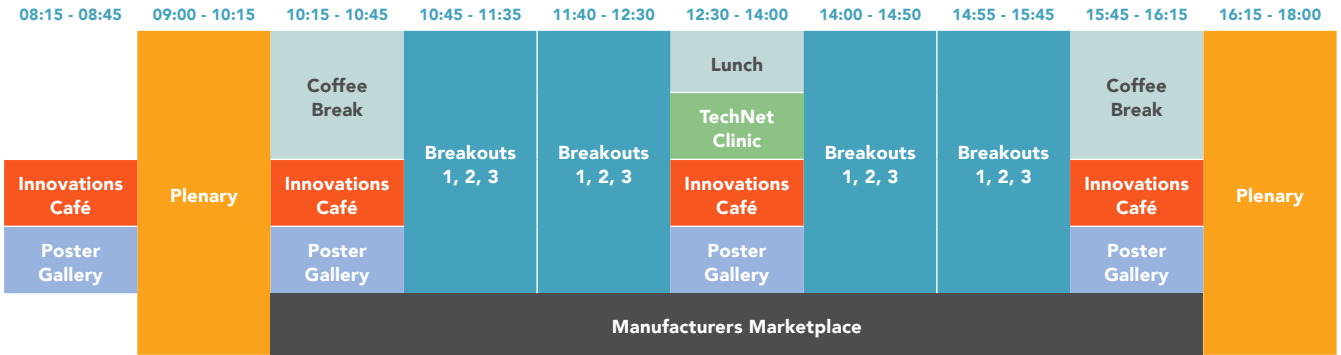 08:15 - 08:45
09:00 - 10:15
10:15 - 10:45
10:45 - 11:35
11:40 - 12:30
12:30 - 14:00
14:00 - 14:50
14:55 - 15:45
15:45 - 16:15
16:15 - 18:00
Innovations
Café
Poster
Gallery
Plenary
Coffee
Break
Innovations
Café
Poster
Gallery
Breakouts
1, 2, 3
Breakouts
1, 2, 3
Lunch
TechNet
Clinic
Innovations
Café
Poster
Gallery
Breakouts
1, 2, 3
Breakouts
1, 2, 3
Coffee
Break
Innovations
Café
Poster
Gallery
Plenary
Manufacturers Marketplace